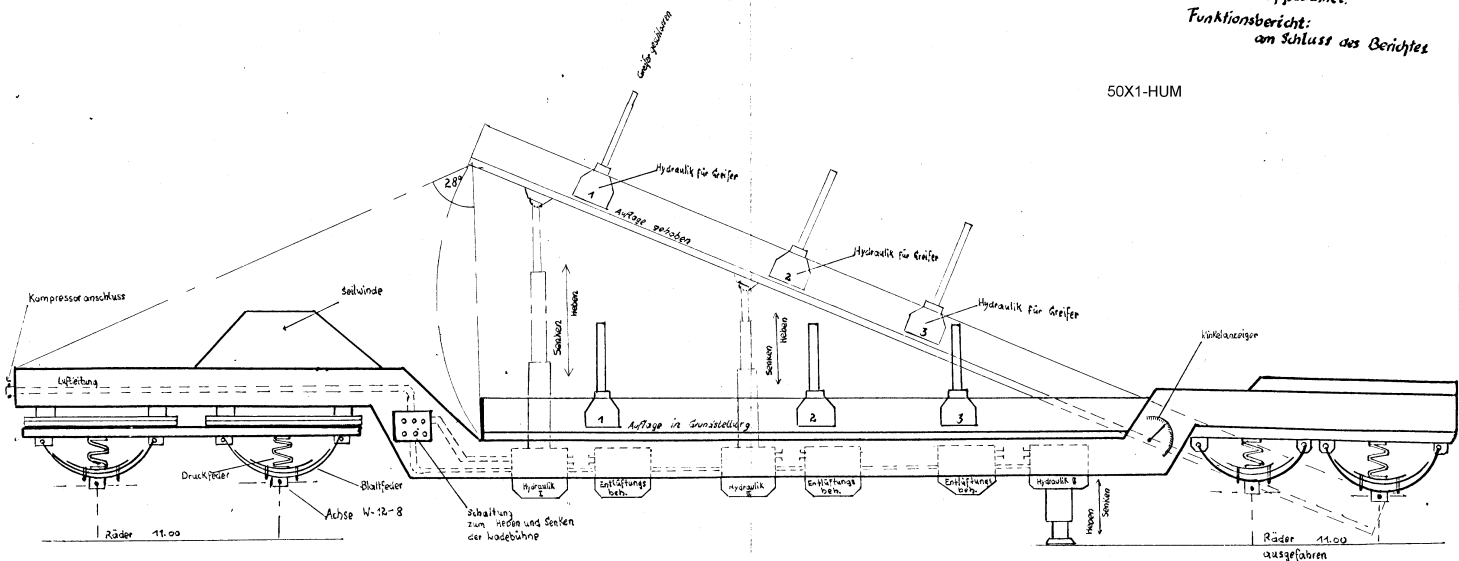 Funktionsbericht:
am Schluss des Berichtes
50X1-HUM
Greifer geschlossen
28°
1
Hydraulik für Greifer
Auflage gehoben
2
Hydraulik für Greifer
3
Hydraulik für Greifer
Kompressoranschluss
Seilwinde
Senken
Heben
Senken
Heben
Winkelanzeiger
Luftleitung
1
2
3
Auflage in Grundstellung
Druckfeder
Blattfeder
Achse W-12-8
Räder 11.00
Schaltung
zum Heben und Senken
der Ladebühne
Hydraulik
I
Entlüftungs
beh.
Hydraulik
Entlüftungs
beh.
Entlüftungs
beh.
Hydraulik
Heben
Senken
Räder 11.00
ausgefahren